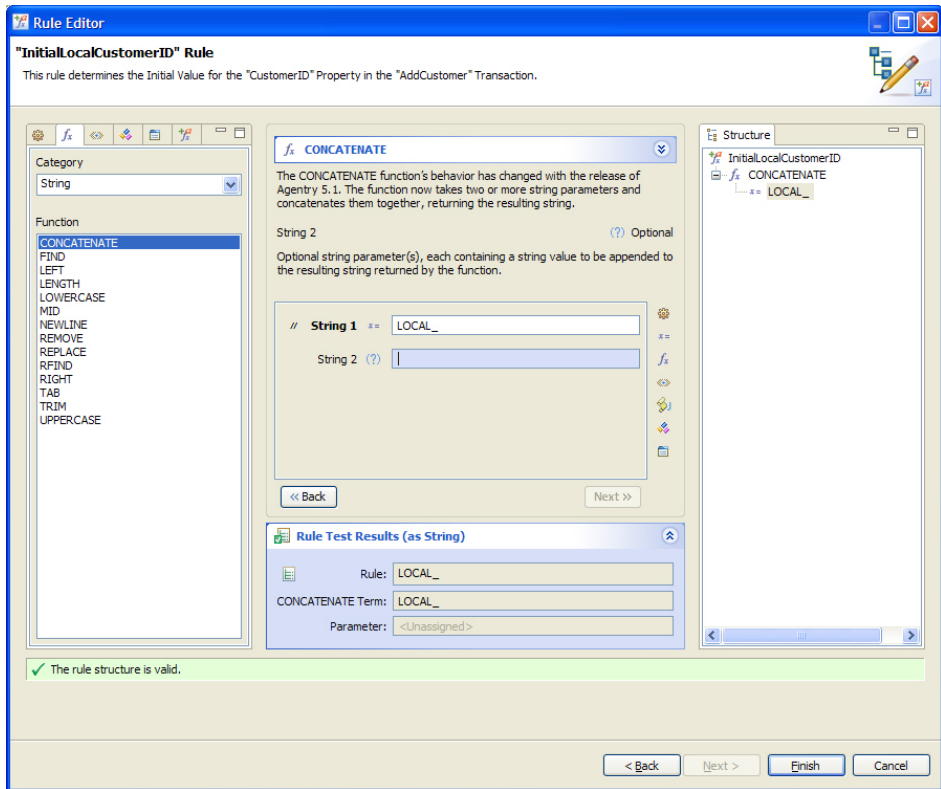 Rule Editor
"InitialLocalCustomerID" Rule
This rule determines the Initial Value for the "CustomerID" Property in the "AddCustomer" Transaction.
Category
String
Function
CONCATENATE
FIND
LEFT
LENGTH
LOWERCASE
MID
NEWLINE
REMOVE
REPLACE
RFIND
RIGHT
TAB
TRIM
UPPERCASE
fx CONCATENATE
The CONCATENATE function's behavior has changed with the release of
Agentry 5.1. The function now takes two or more string parameters and
concatenates them together, returning the resulting string.
String 2 (?) Optional
Optional string parameter(s), each containing a string value to be appended to
the resulting string returned by the function.
// String 1 x= LOCAL_
String 2 (?)
<< Back Next >>
Rule Test Results (as String)
Rule: LOCAL_
CONCATENATE Term: LOCAL_
Parameter: <Unassigned>
Structure
InitialLocalCustomerID
fx CONCATENATE
x= LOCAL_
The rule structure is valid.
< Back Next > Finish Cancel